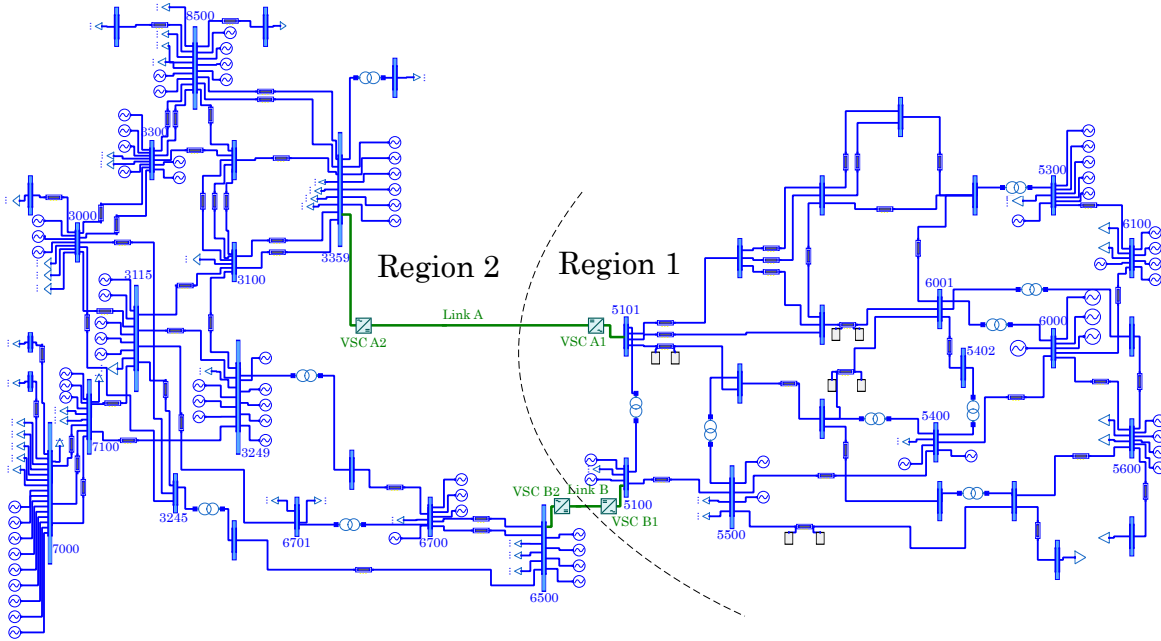 8500
3300
5300
3000
6100
3359
3100
3115
Region 2
Region 1
6001
5101
6000
Link A
VSC A2
VSC A1
5402
5400
7100
3249
5600
VSC B2
Link B
5100
3245
VSC B1
5500
6701
6700
7000
6500